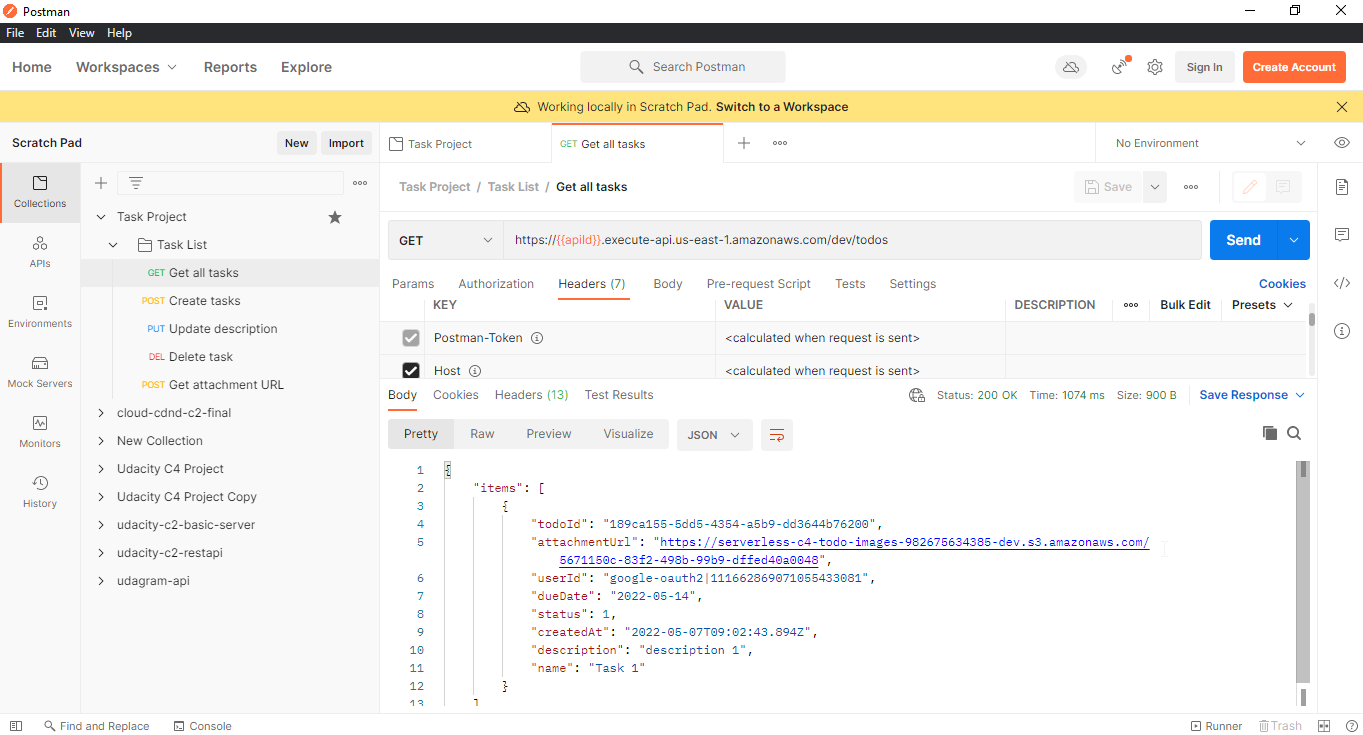 Postman
File Edit View Help
Home Workspaces Reports Explore Search Postman Sign In Create Account
Working locally in Scratch Pad. Switch to a Workspace
Scratch Pad New Import
Task Project GET Get all tasks No Environment
Collections
APIs
Environments
Mock Servers
Monitors
History
Task Project
Task List
GET Get all tasks
POST Create tasks
PUT Update description
DEL Delete task
POST Get attachment URL
cloud-cdnd-c2-final
New Collection
Udacity C4 Project
Udacity C4 Project Copy
udacity-c2-basic-server
udacity-c2-restapi
udagram-api
Task Project / Task List / Get all tasks Save
GET https://{{apiId}}.execute-api.us-east-1.amazonaws.com/dev/todos Send
Params Authorization Headers (7) Body Pre-request Script Tests Settings Cookies
KEY VALUE DESCRIPTION Bulk Edit Presets
Postman-Token <calculated when request is sent>
Host <calculated when request is sent>
Body Cookies Headers (13) Test Results Status: 200 OK Time: 1074 ms Size: 900 B Save Response
Pretty Raw Preview Visualize JSON
1 {
2 "items": [
3 {
4 "todoId": "189ca155-5dd5-4354-a5b9-dd3644b76200",
5 "attachmentUrl": "https://serverless-c4-todo-images-982675634385-dev.s3.amazonaws.com/
5671150c-83f2-498b-99b9-dffed40a0048",
6 "userId": "google-oauth2|111662869071055433081",
7 "dueDate": "2022-05-14",
8 "status": 1,
9 "createdAt": "2022-05-07T09:02:43.894Z",
10 "description": "description 1",
11 "name": "Task 1"
12 }
13 ]
Find and Replace Console Runner Trash